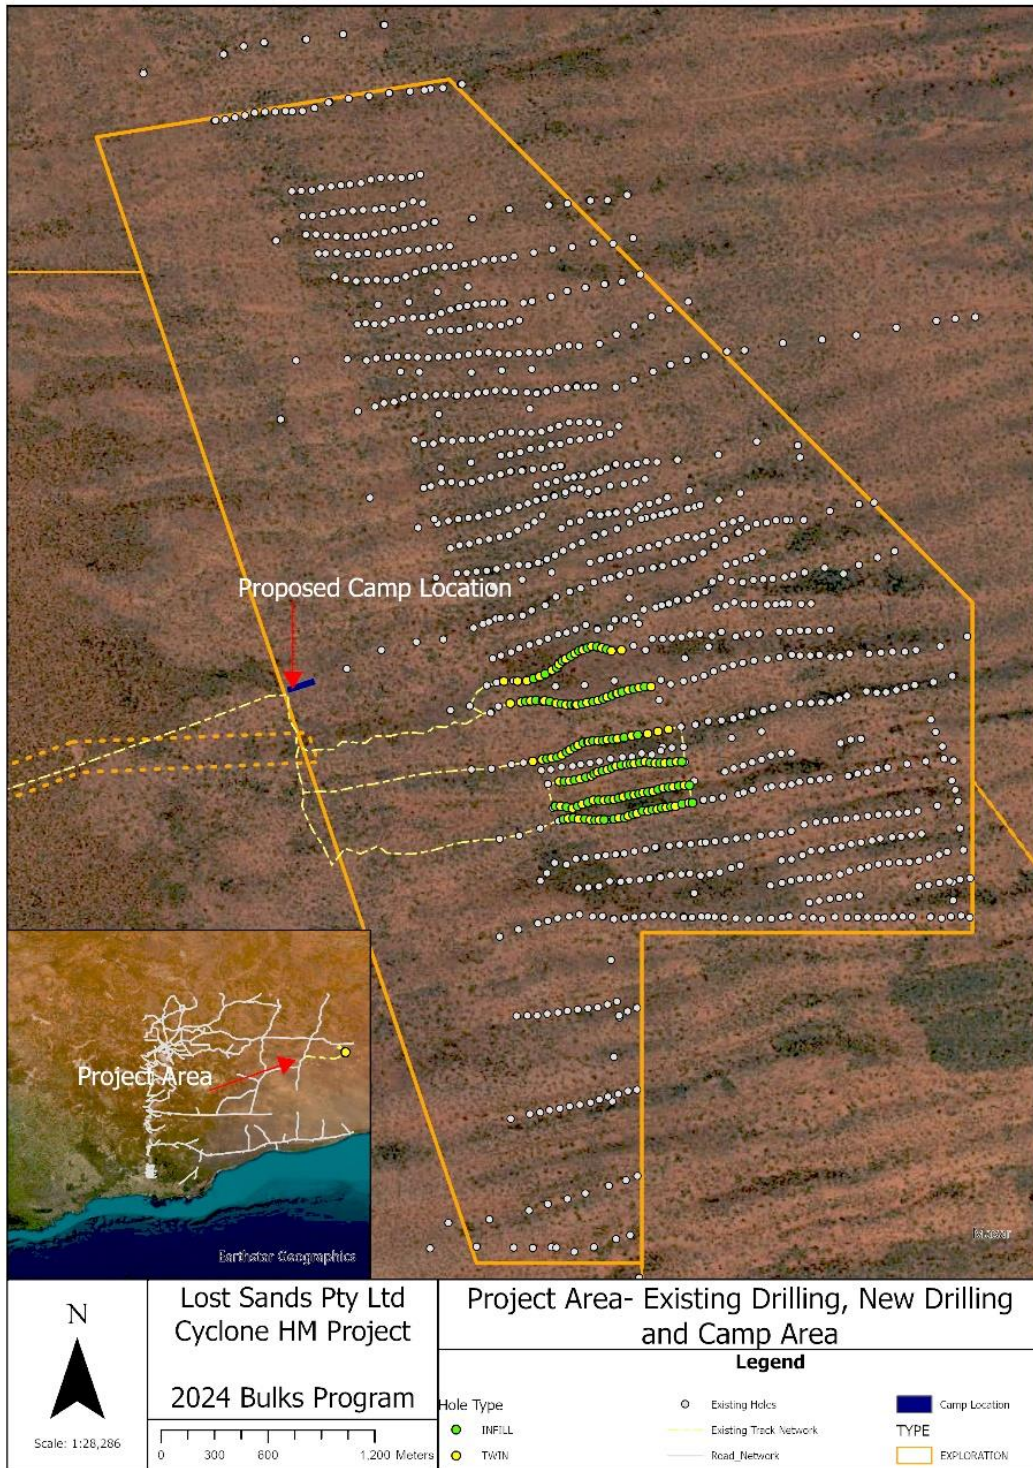 Proposed Camp Location
Project Area
Earthstar Geographics
Maxar
N
Scale: 1:28,286
Lost Sands Pty Ltd
Cyclone HM Project
2024 Bulks Program
0 300 600 1,200 Meters
Project Area- Existing Drilling, New Drilling
and Camp Area
Legend
Hole Type
INFILL
TWIN
Existing Holes
Existing Track Network
Road_Network
Camp Location
TYPE
EXPLORATION